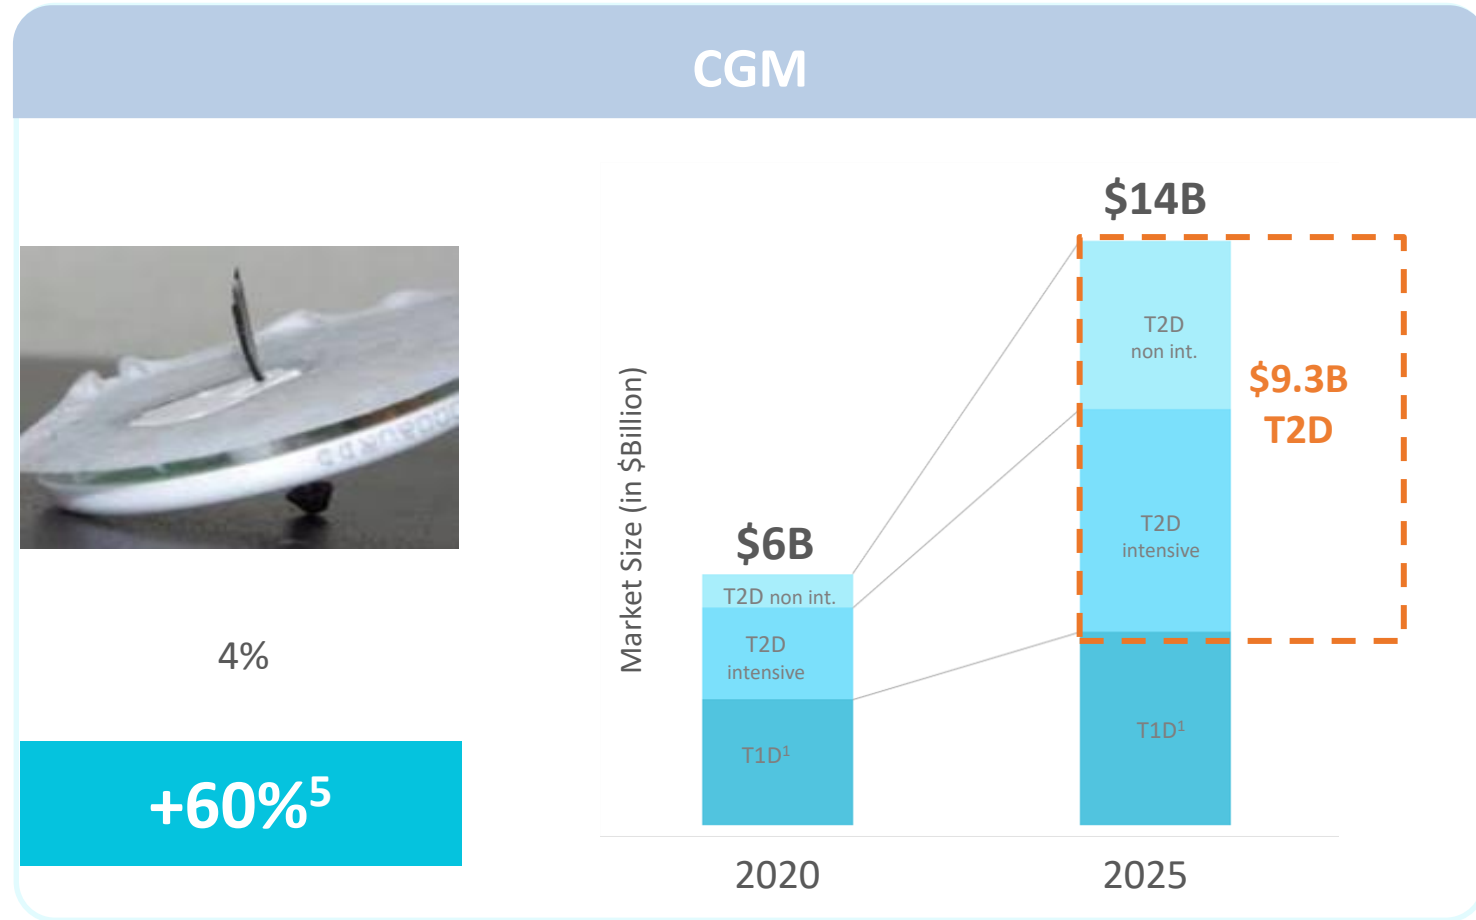 CGM
4%
+60%⁵
Market Size (in $Billion)
$6B
T2D non int.
T2D
intensive
T1D¹
2020
$14B
T2D
non int.
T2D
intensive
T1D¹
$9.3B
T2D
2025